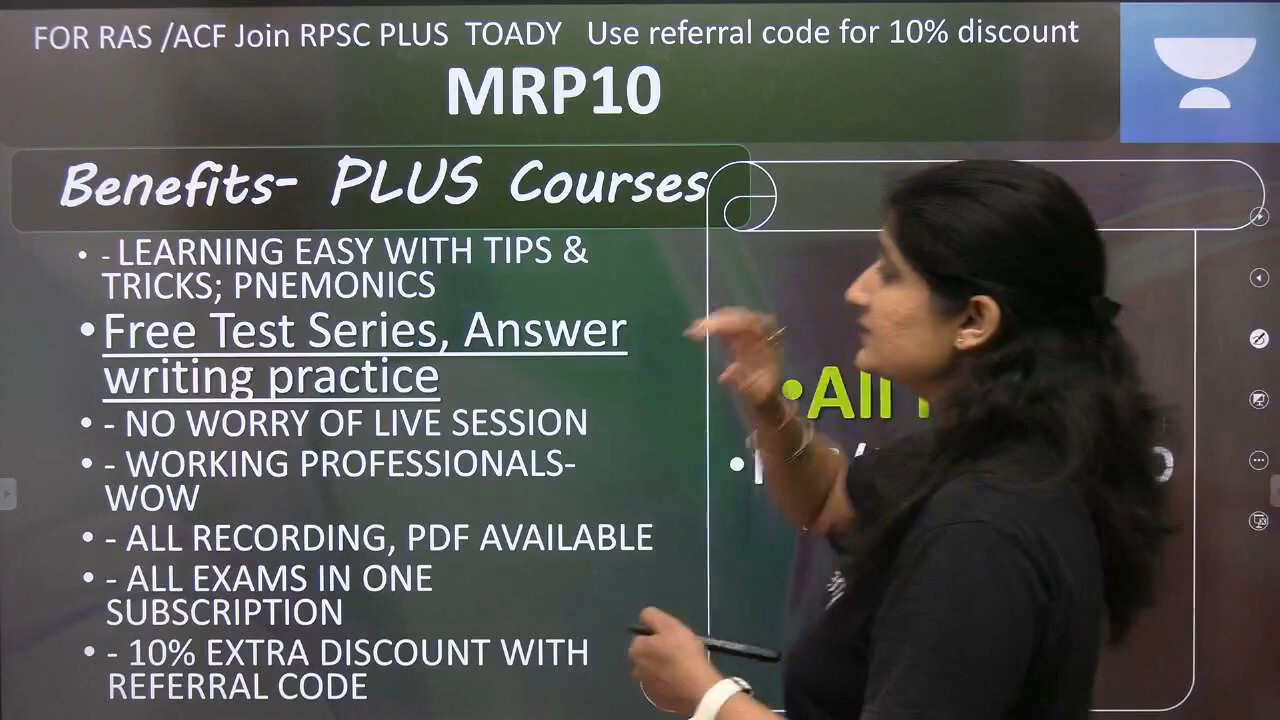 FOR RAS /ACF Join RPSC PLUS TOADY Use referral code for 10% discount
MRP10
Benefits- PLUS Courses
• - LEARNING EASY WITH TIPS &
TRICKS; PNEMONICS
• Free Test Series, Answer
writing practice
• - NO WORRY OF LIVE SESSION
• - WORKING PROFESSIONALS-
WOW
• - ALL RECORDING, PDF AVAILABLE
• - ALL EXAMS IN ONE
SUBSCRIPTION
• - 10% EXTRA DISCOUNT WITH
REFERRAL CODE
• All